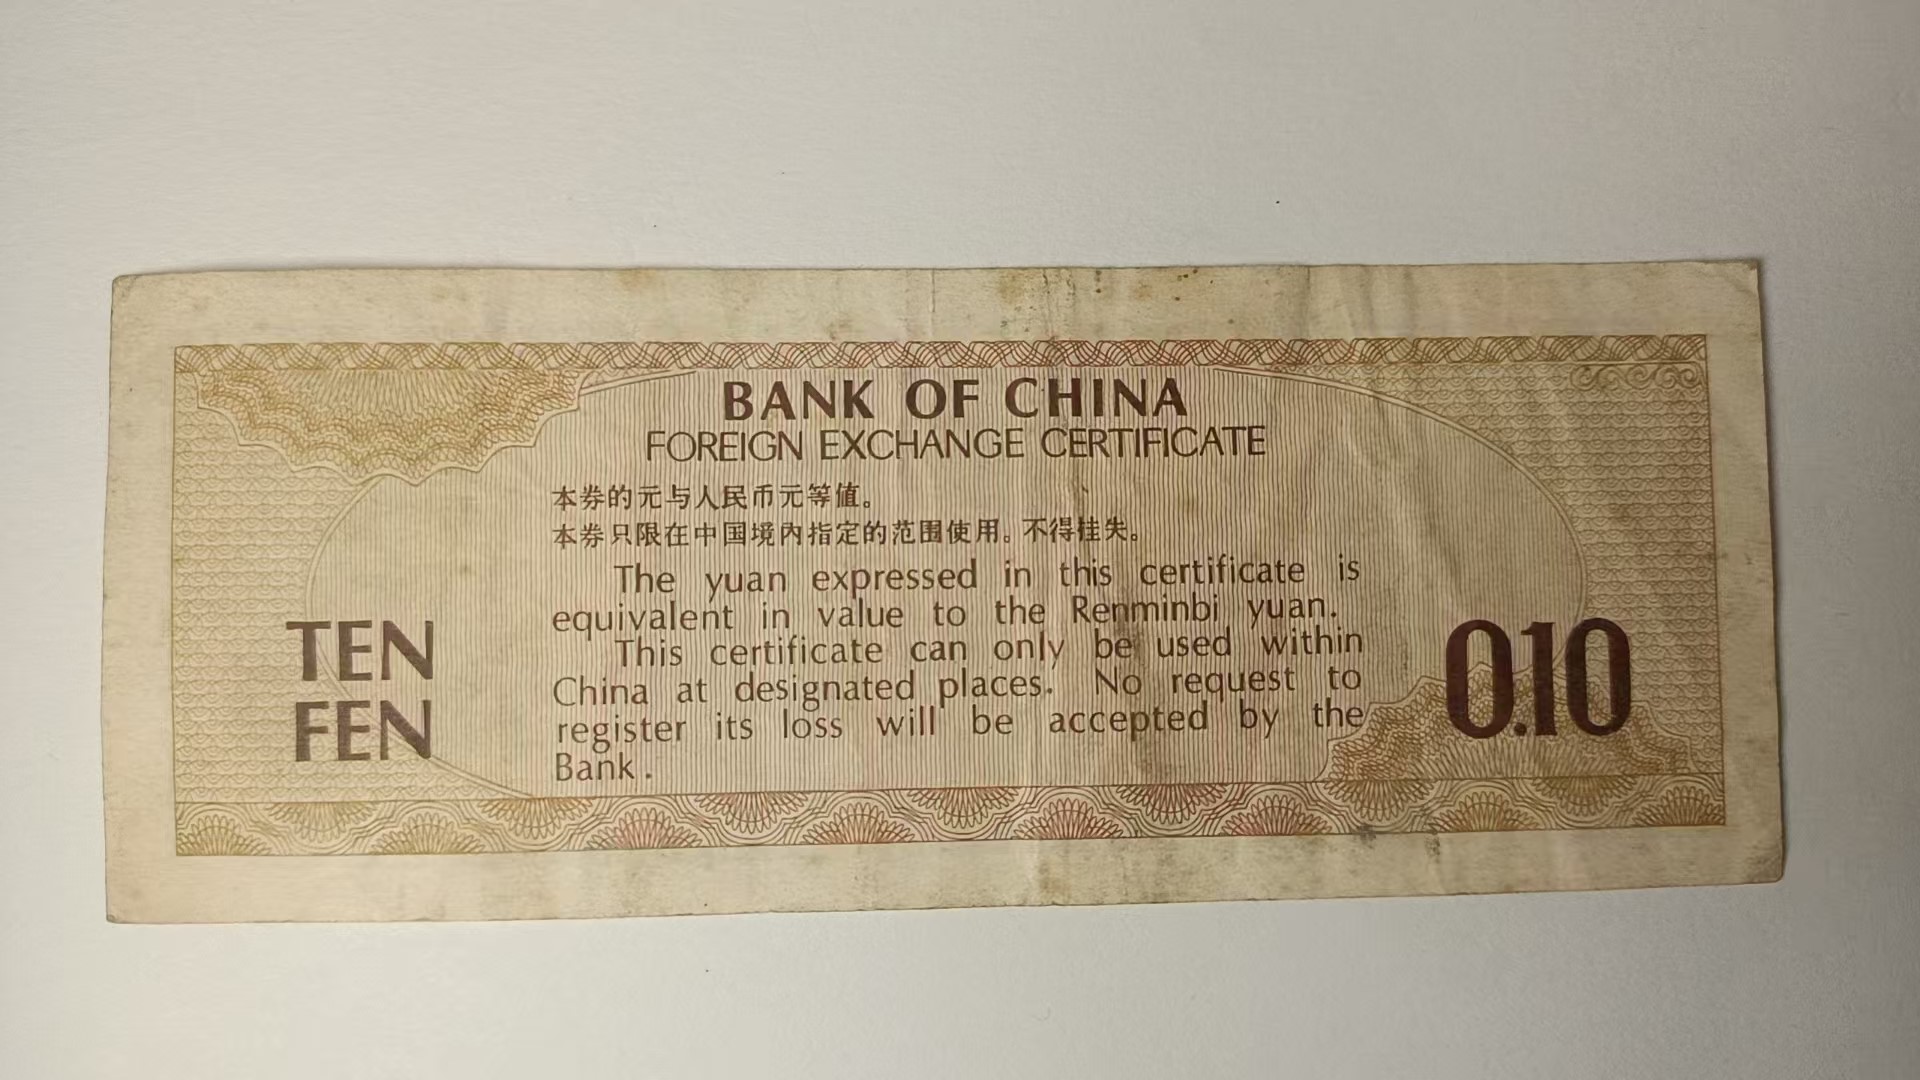 BANK OF CHINA
FOREIGN EXCHANGE CERTIFICATE
本券的元与人民币元等值。
本券只限在中国境内指定的范围使用。不得挂失。
The yuan expressed in this certificate is
equivalent in value to the Renminbi yuan.
This certificate can only be used within
China at designated places. No request to
register its loss will be accepted by the
Bank.
TEN
FEN
0.10